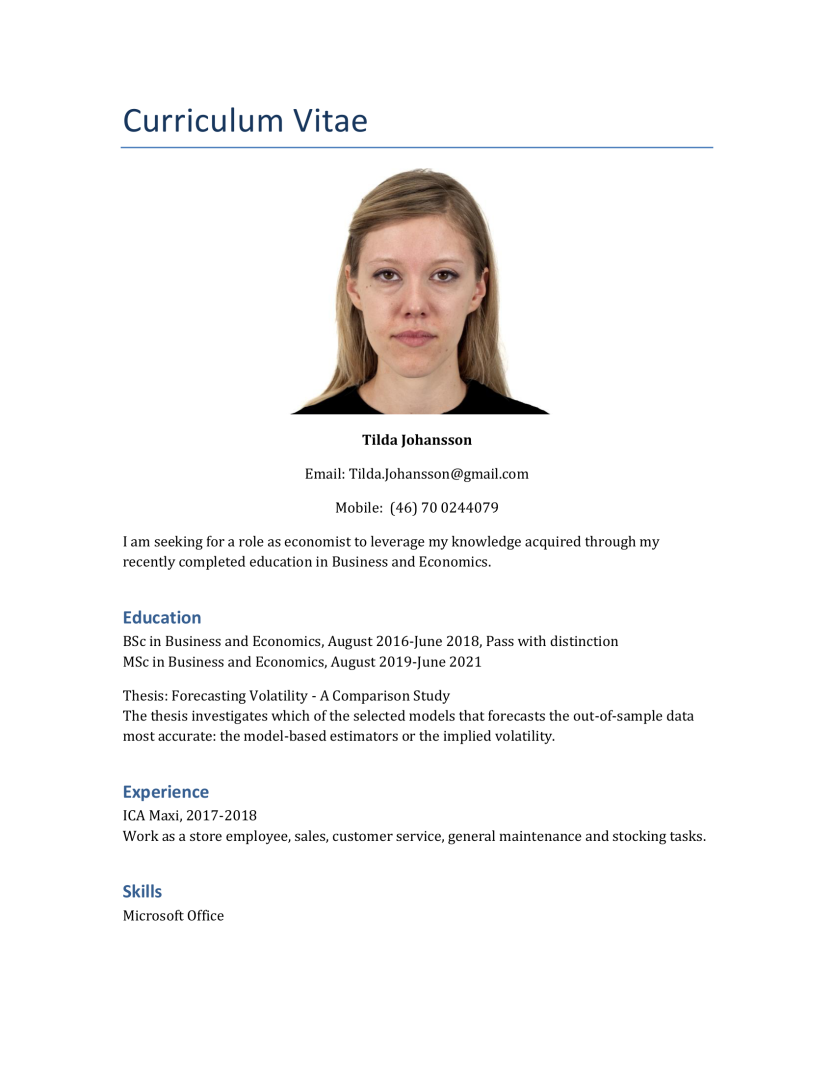 Curriculum Vitae
Tilda Johansson
Email: Tilda.Johansson@gmail.com
Mobile:  (46) 70 0244079
I am seeking for a role as economist to leverage my knowledge acquired through my
recently completed education in Business and Economics.
Education
BSc in Business and Economics, August 2016-June 2018, Pass with distinction
MSc in Business and Economics, August 2019-June 2021
Thesis: Forecasting Volatility - A Comparison Study
The thesis investigates which of the selected models that forecasts the out-of-sample data
most accurate: the model-based estimators or the implied volatility.
Experience
ICA Maxi, 2017-2018
Work as a store employee, sales, customer service, general maintenance and stocking tasks.
Skills
Microsoft Office